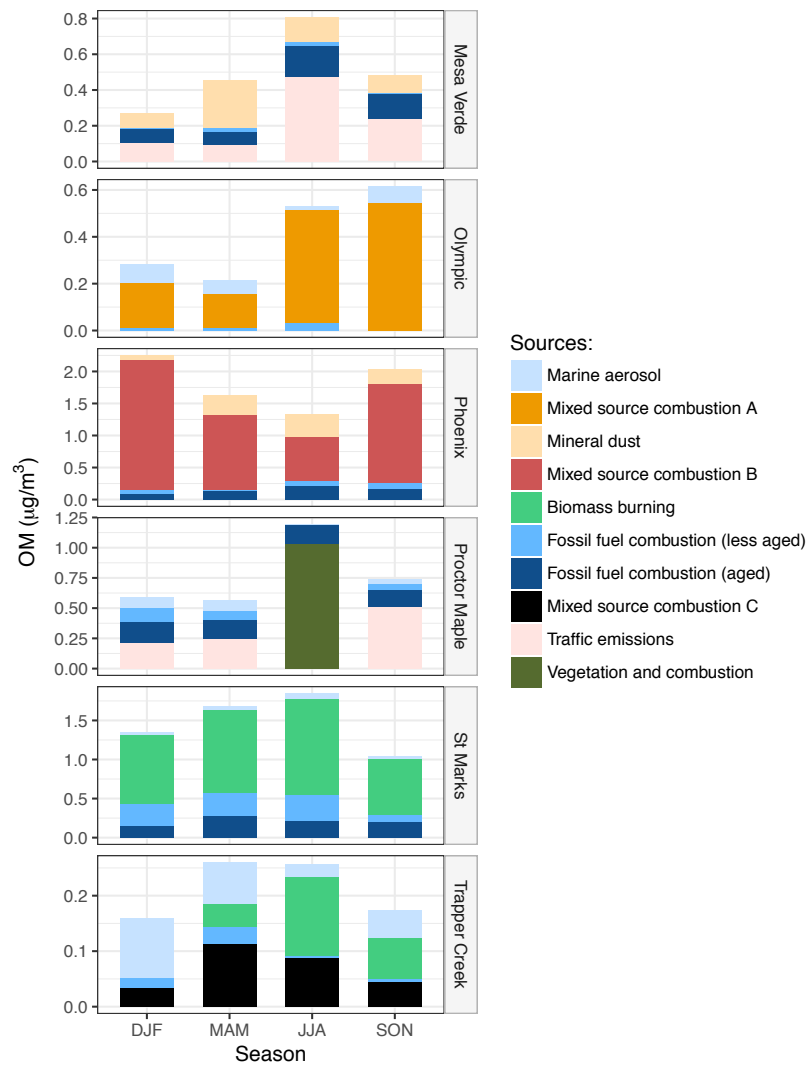 OM (µg/m³)
0.8
0.6
0.4
0.2
0.0
Mesa Verde
0.6
0.4
0.2
0.0
Olympic
2.0
1.5
1.0
0.5
0.0
Phoenix
1.25
1.00
0.75
0.50
0.25
0.00
Proctor Maple
1.5
1.0
0.5
0.0
St Marks
0.2
0.1
0.0
Trapper Creek
DJF MAM JJA SON
Season
Sources:
Marine aerosol
Mixed source combustion A
Mineral dust
Mixed source combustion B
Biomass burning
Fossil fuel combustion (less aged)
Fossil fuel combustion (aged)
Mixed source combustion C
Traffic emissions
Vegetation and combustion